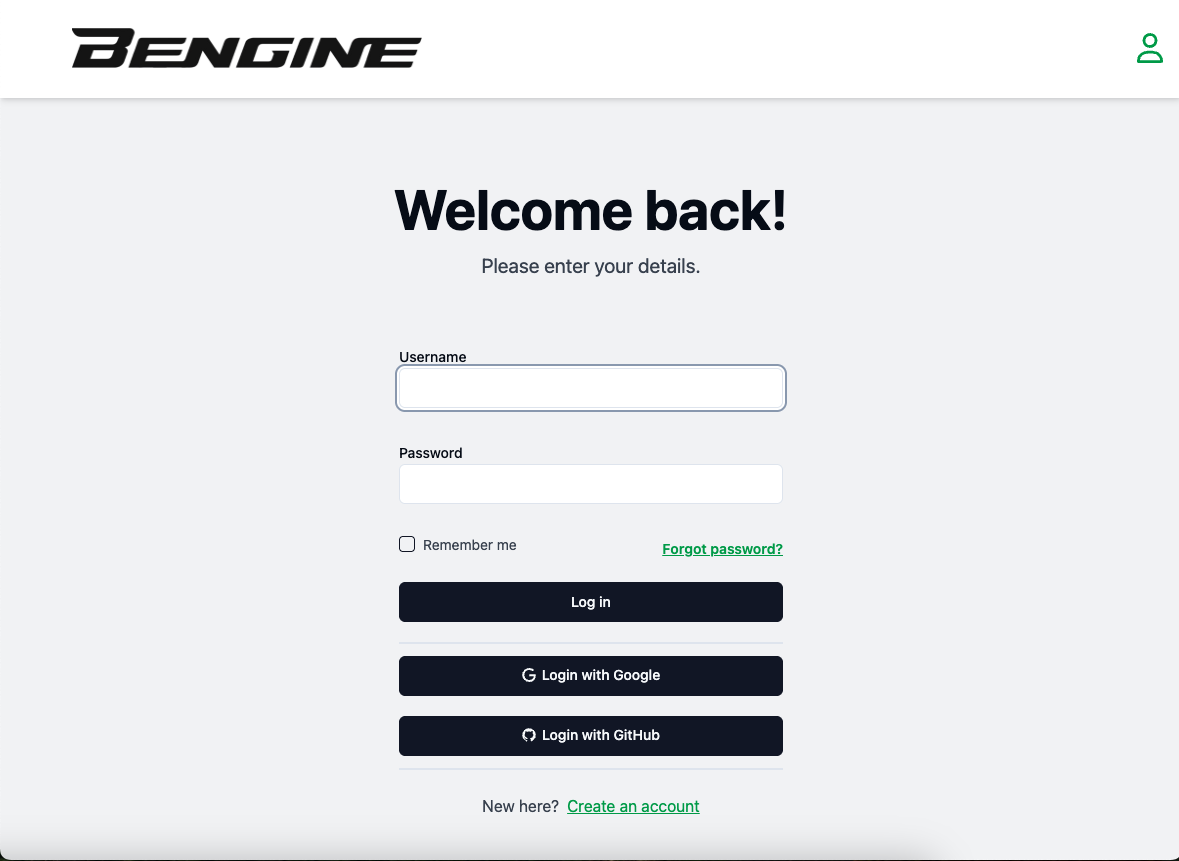 BENGINE
Welcome back!
Please enter your details.
Username
Password
Remember me
Forgot password?
Log in
Login with Google
Login with GitHub
New here? Create an account